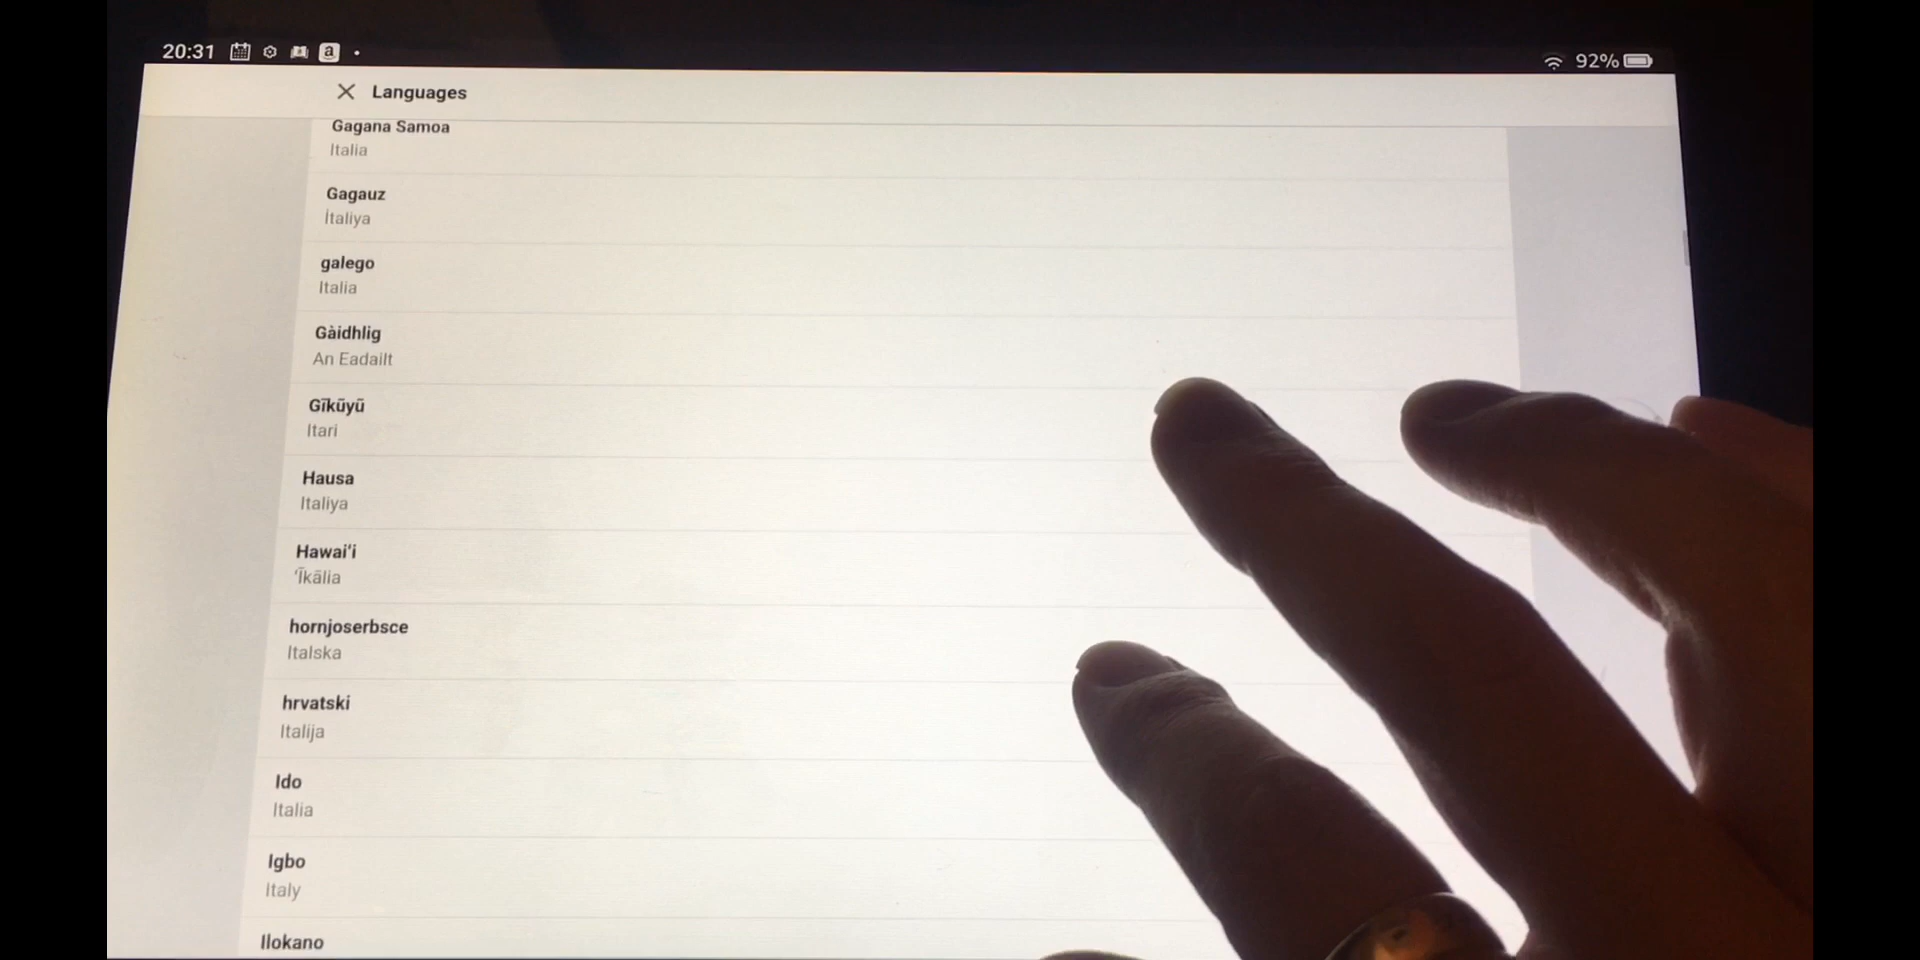 20:31
92%
Languages
Gagana Samoa
Italia
Gagauz
İtaliya
galego
Italia
Gàidhlig
An Eadailt
Gĩkũyũ
Itari
Hausa
Italiya
Hawaiʻi
ʻĪkālia
hornjoserbsce
Italska
hrvatski
Italija
Ido
Italia
Igbo
Italy
Ilokano